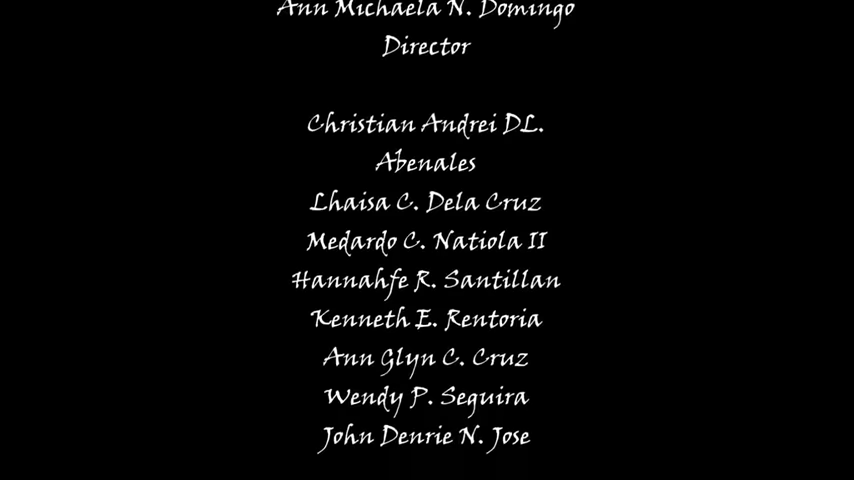 Ann Michaela N. Domingo
Director
Christian Andrei DL.
Abenales
Lhaisa C. Dela Cruz
Medardo C. Natiola II
Hannahfe R. Santillan
Kenneth E. Rentoria
Ann Glyn C. Cruz
Wendy P. Seguira
John Denrie N. Jose